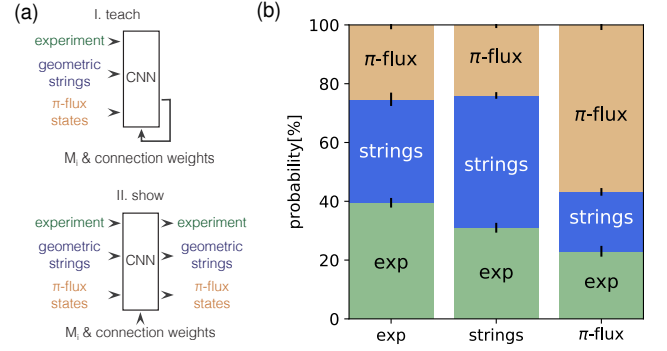 (a)
I. teach
experiment
geometric
strings
π-flux
states
CNN
M_i & connection weights
II. show
experiment
geometric
strings
π-flux
states
CNN
experiment
geometric
strings
π-flux
states
M_i & connection weights
(b)
probability[%]
100
80
60
40
20
0
π-flux
strings
exp
π-flux
strings
exp
π-flux
strings
exp
exp
strings
π-flux